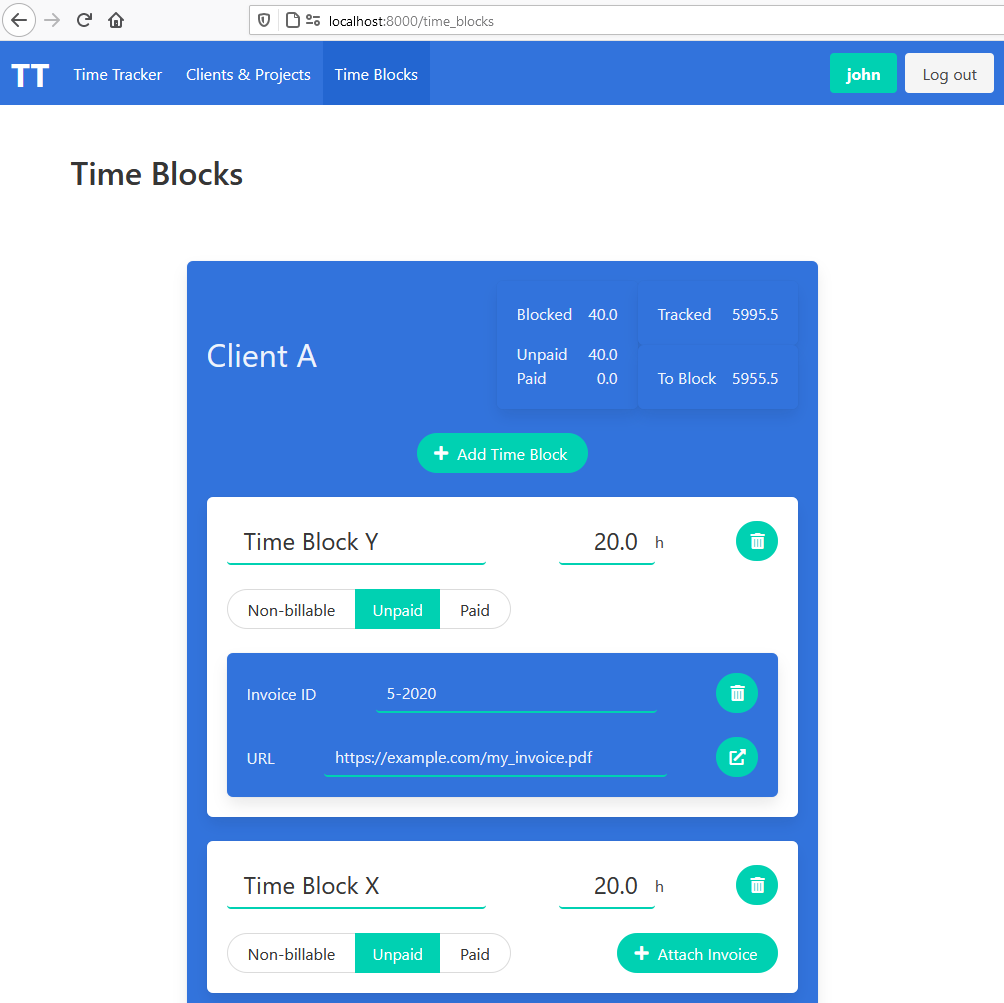 localhost:8000/time_blocks
TT Time Tracker Clients & Projects Time Blocks john Log out
Time Blocks
Client A
Blocked 40.0
Unpaid 40.0
Paid 0.0
Tracked 5995.5
To Block 5955.5
Add Time Block
Time Block Y 20.0 h
Non-billable Unpaid Paid
Invoice ID 5-2020
URL https://example.com/my_invoice.pdf
Time Block X 20.0 h
Non-billable Unpaid Paid Attach Invoice